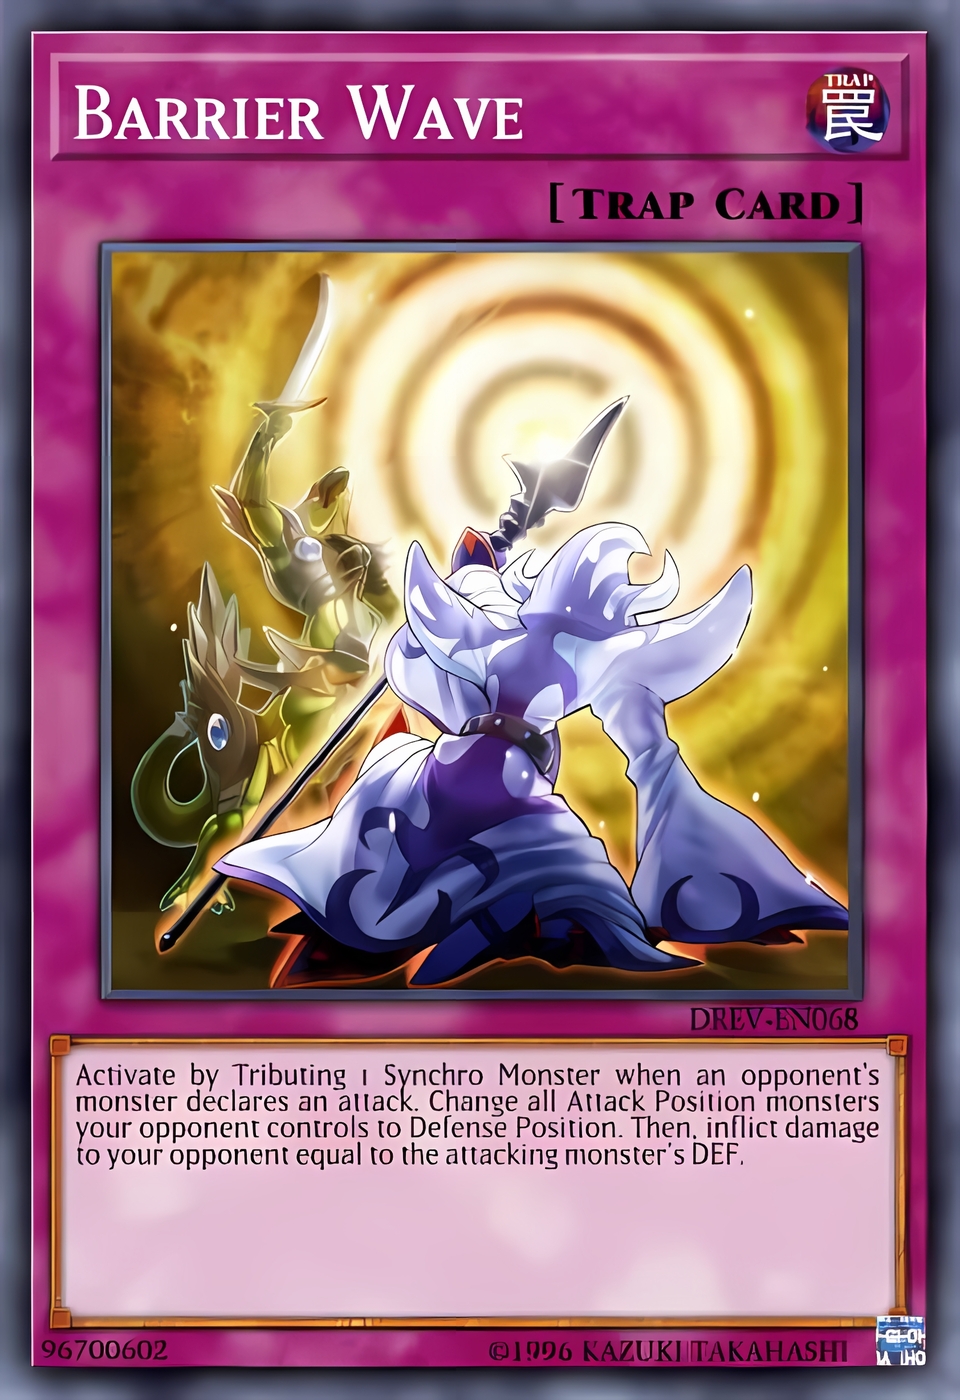 BARRIER WAVE
TRAP
罠
[TRAP CARD]
DREV-EN068
Activate by Tributing 1 Synchro Monster when an opponent's
monster declares an attack. Change all Attack Position monsters
your opponent controls to Defense Position. Then, inflict damage
to your opponent equal to the attacking monster's DEF.
96700602
©1996 KAZUKI TAKAHASHI